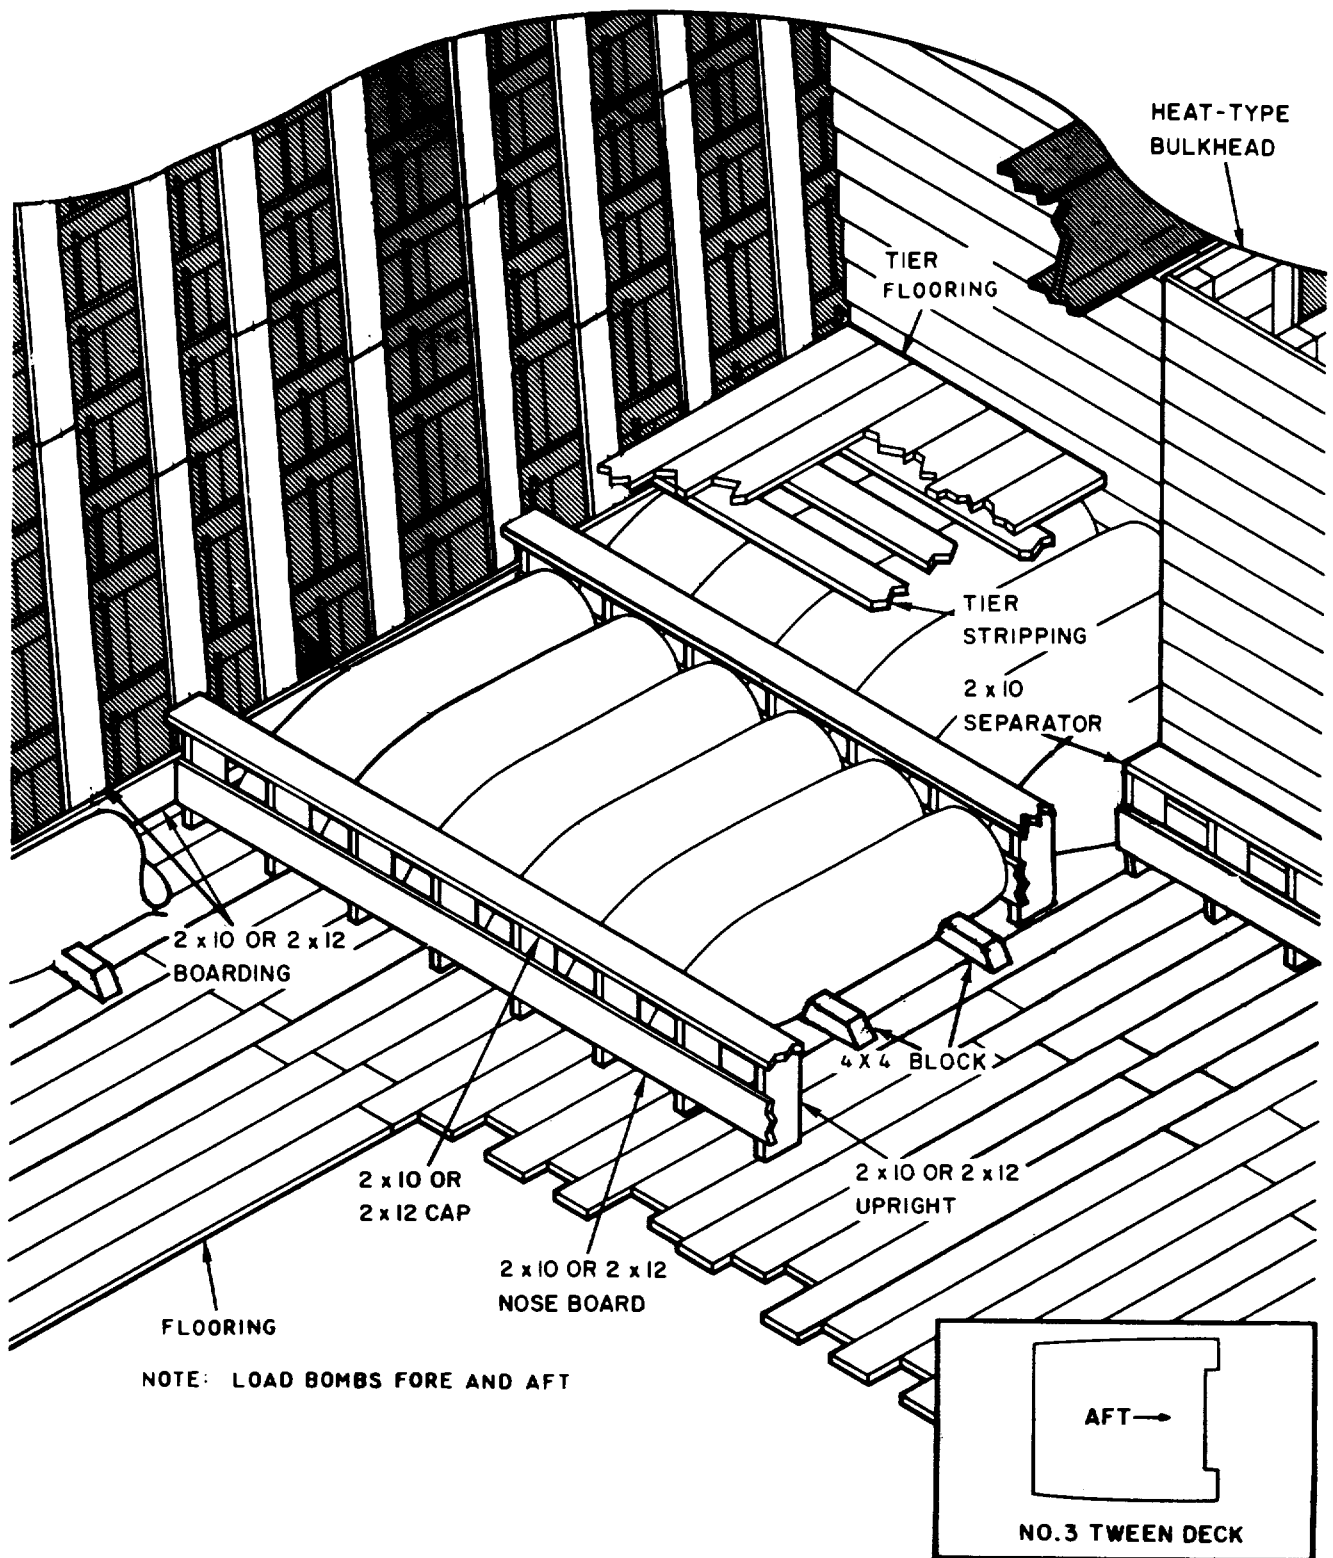 HEAT-TYPE
BULKHEAD
TIER
FLOORING
TIER
STRIPPING
2 x 10
SEPARATOR
2 x 10 OR 2 x 12
BOARDING
4 X 4 BLOCK
2 x 10 OR
2 x 12 CAP
2 x 10 OR 2 x 12
UPRIGHT
2 x 10 OR 2 x 12
NOSE BOARD
FLOORING
NOTE: LOAD BOMBS FORE AND AFT
AFT
NO.3 TWEEN DECK